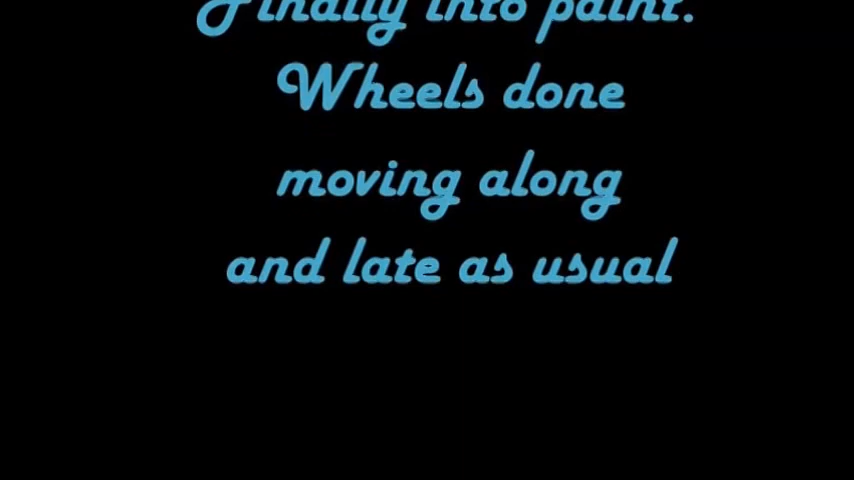 Finally into paint.
Wheels done
moving along
and late as usual